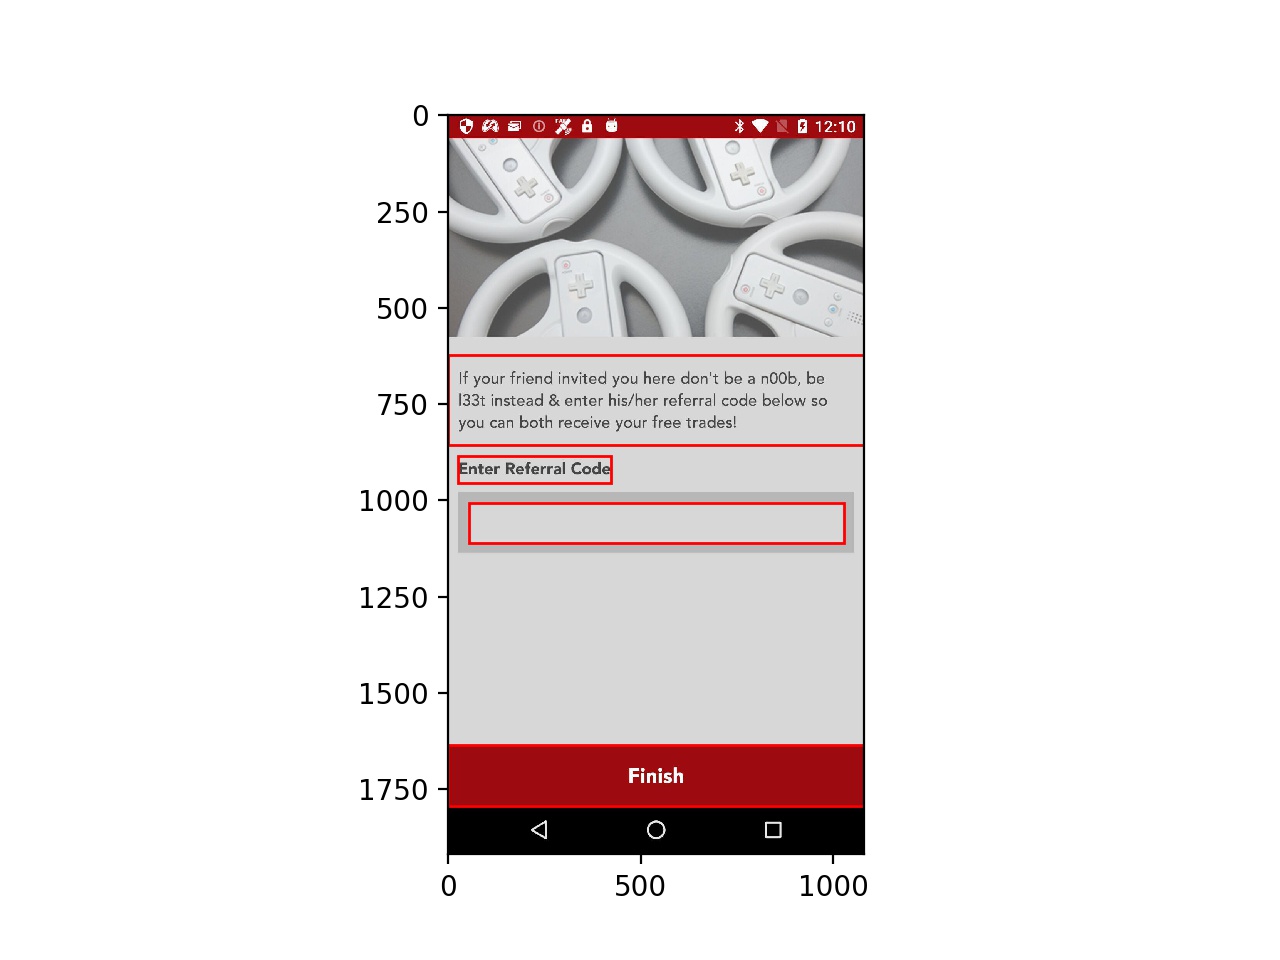 0
250
500
750
1000
1250
1500
1750
12:10
If your friend invited you here don't be a n00b, be
l33t instead & enter his/her referral code below so
you can both receive your free trades!
Enter Referral Code
Finish
0 500 1000